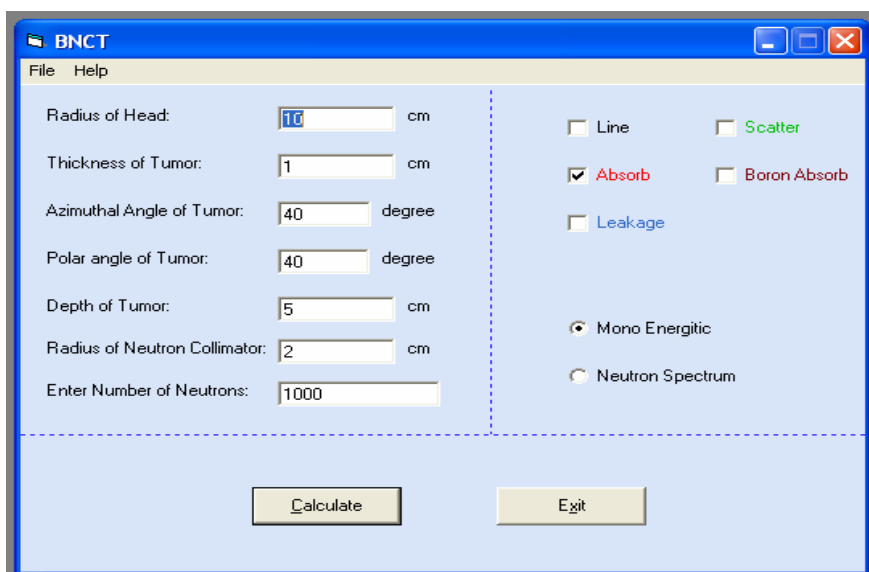 BNCT
File Help
Radius of Head: 10 cm
Thickness of Tumor: 1 cm
Azimuthal Angle of Tumor: 40 degree
Polar angle of Tumor: 40 degree
Depth of Tumor: 5 cm
Radius of Neutron Collimator: 2 cm
Enter Number of Neutrons: 1000
Line Scatter
Absorb Boron Absorb
Leakage
Mono Energitic
Neutron Spectrum
Calculate Exit